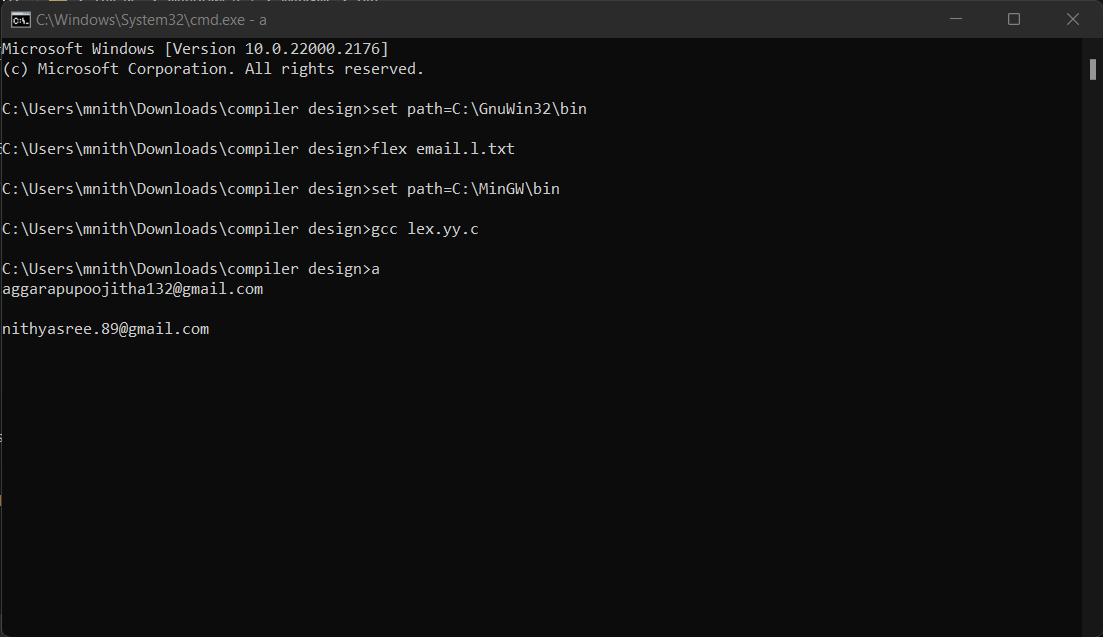 C:\Windows\System32\cmd.exe - a
Microsoft Windows [Version 10.0.22000.2176]
(c) Microsoft Corporation. All rights reserved.
C:\Users\mnith\Downloads\compiler design>set path=C:\GnuWin32\bin
C:\Users\mnith\Downloads\compiler design>flex email.l.txt
C:\Users\mnith\Downloads\compiler design>set path=C:\MinGW\bin
C:\Users\mnith\Downloads\compiler design>gcc lex.yy.c
C:\Users\mnith\Downloads\compiler design>a
aggarapupoojitha132@gmail.com
nithyasree.89@gmail.com